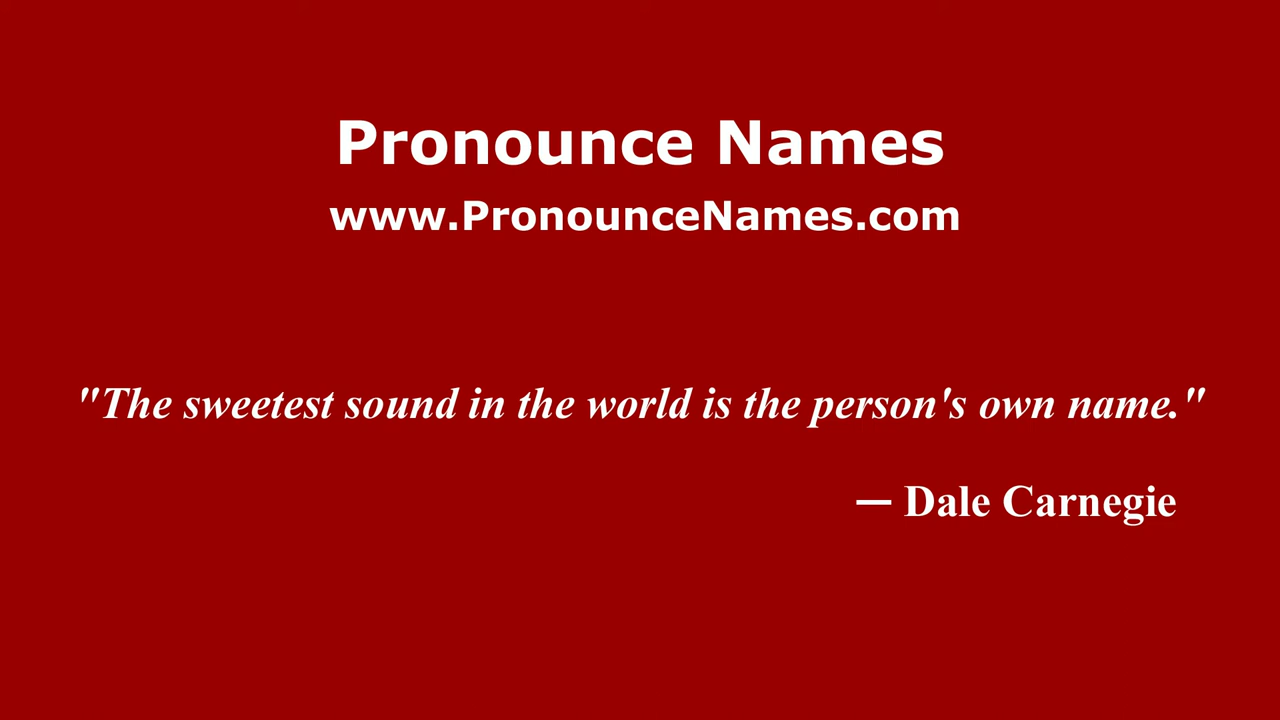 Pronounce Names
www.PronounceNames.com
"The sweetest sound in the world is the person's own name."
— Dale Carnegie